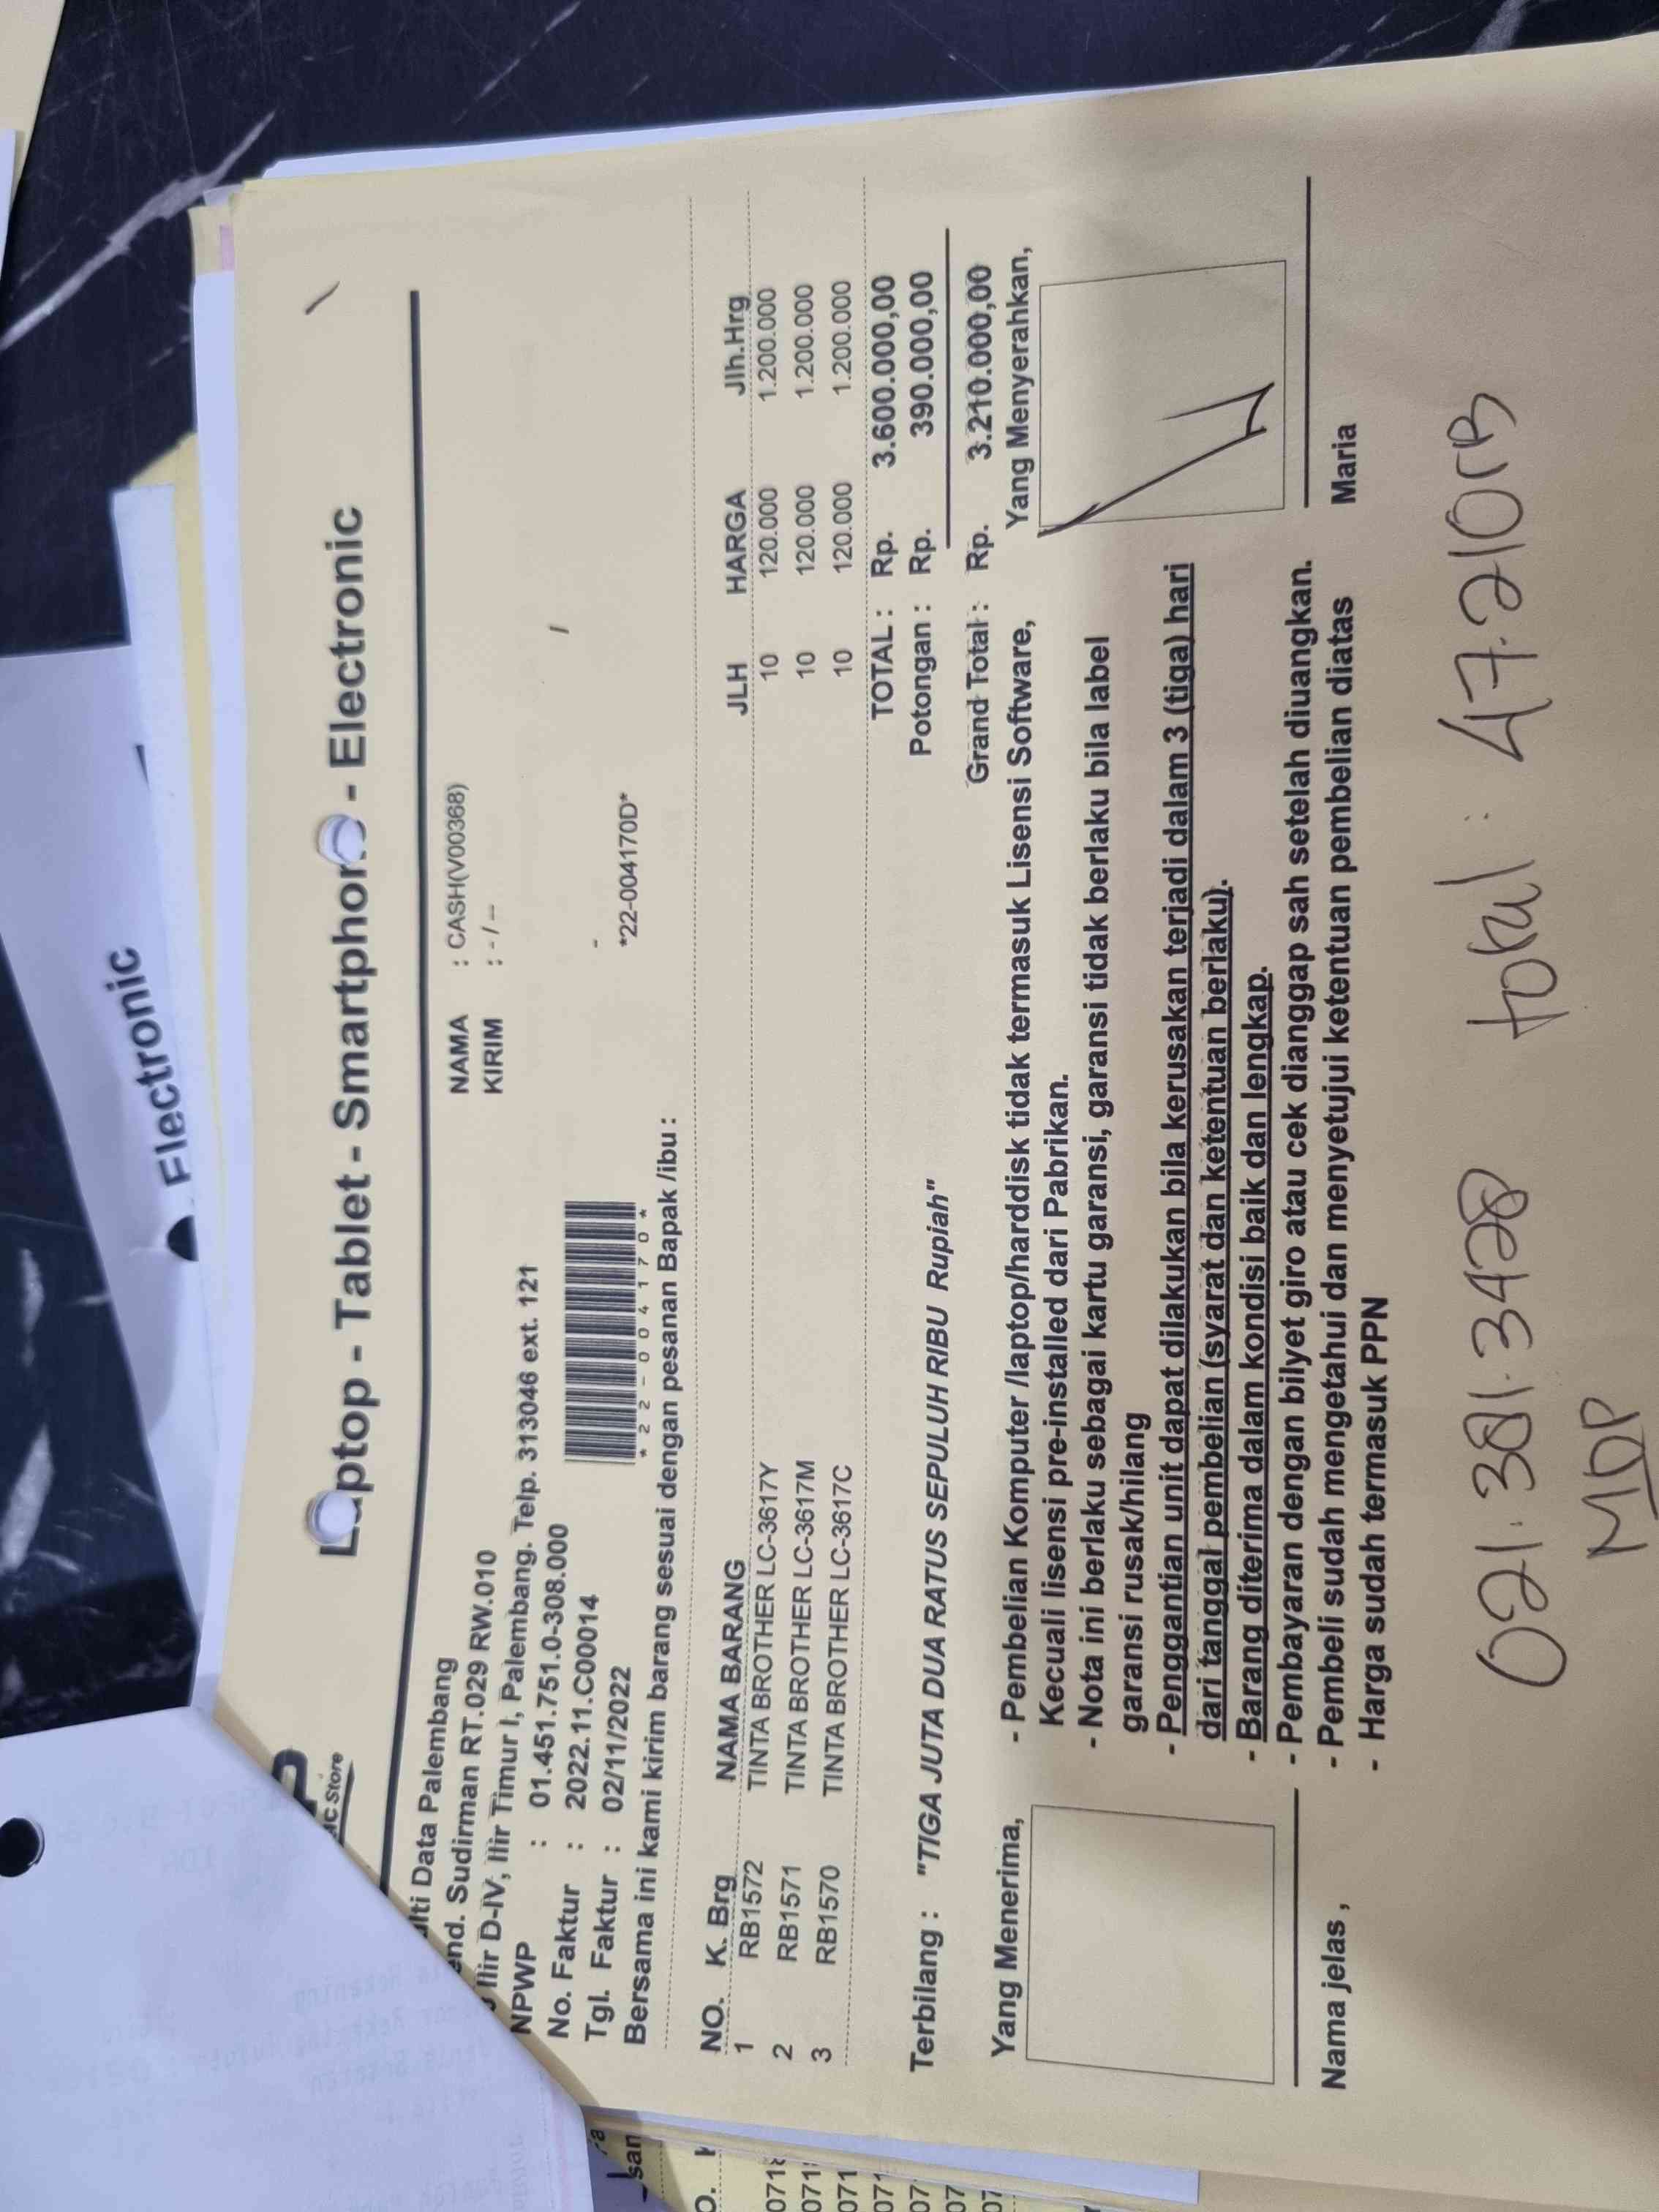 Electronic
Laptop - Tablet - Smartphone - Electronic
Store
Data Palembang
Sudirman RT.029 RW.010
Ilir D-IV, Ilir Timur I, Palembang. Telp. 313046 ext. 121
NPWP : 01.451.751.0-308.000
No. Faktur : 2022.11.C00014
Tgl. Faktur : 02/11/2022
NAMA : CASH(V00368)
KIRIM : - / --
-
*22-004170*
*22-004170D*
Bersama ini kami kirim barang sesuai dengan pesanan Bapak /ibu :
NO. K. Brg NAMA BARANG JLH HARGA Jlh.Hrg
1 RB1572 TINTA BROTHER LC-3617Y 10 120.000 1.200.000
2 RB1571 TINTA BROTHER LC-3617M 10 120.000 1.200.000
3 RB1570 TINTA BROTHER LC-3617C 10 120.000 1.200.000
TOTAL : Rp. 3.600.000,00
Potongan : Rp. 390.000,00
Grand Total : Rp. 3.210.000,00
Terbilang : "TIGA JUTA DUA RATUS SEPULUH RIBU Rupiah"
Yang Menerima,
Nama jelas ,
- Pembelian Komputer /laptop/harddisk tidak termasuk Lisensi Software,
Kecuali lisensi pre-installed dari Pabrikan.
- Nota ini berlaku sebagai kartu garansi, garansi tidak berlaku bila label
garansi rusak/hilang
- Penggantian unit dapat dilakukan bila kerusakan terjadi dalam 3 (tiga) hari
dari tanggal pembelian (syarat dan ketentuan berlaku).
- Barang diterima dalam kondisi baik dan lengkap.
- Pembayaran dengan bilyet giro atau cek dianggap sah setelah diuangkan.
- Pembeli sudah mengetahui dan menyetujui ketentuan pembelian diatas
- Harga sudah termasuk PPN
Yang Menyerahkan,
Maria
021.381.3428 total : 47.210rB
MDP